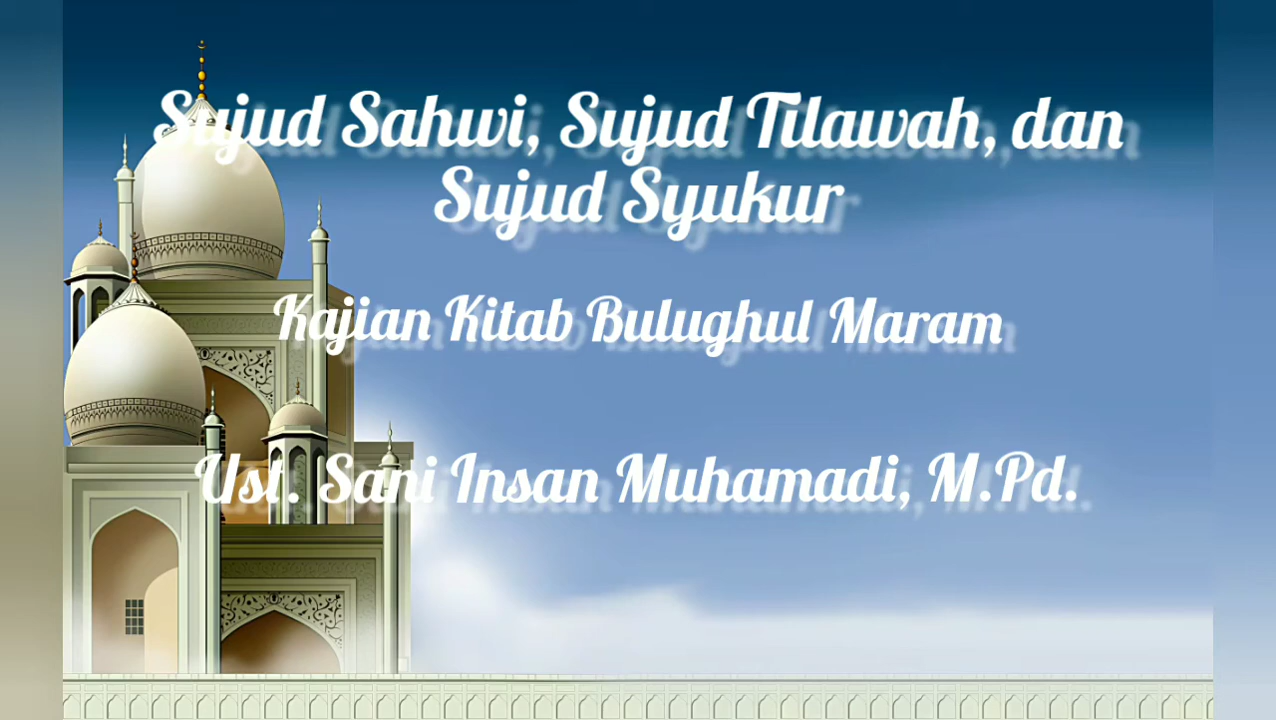 Sujud Sahwi, Sujud Tilawah, dan
Sujud Syukur
Kajian Kitab Bulughul Maram
Ust. Sani Insan Muhamadi, M.Pd.